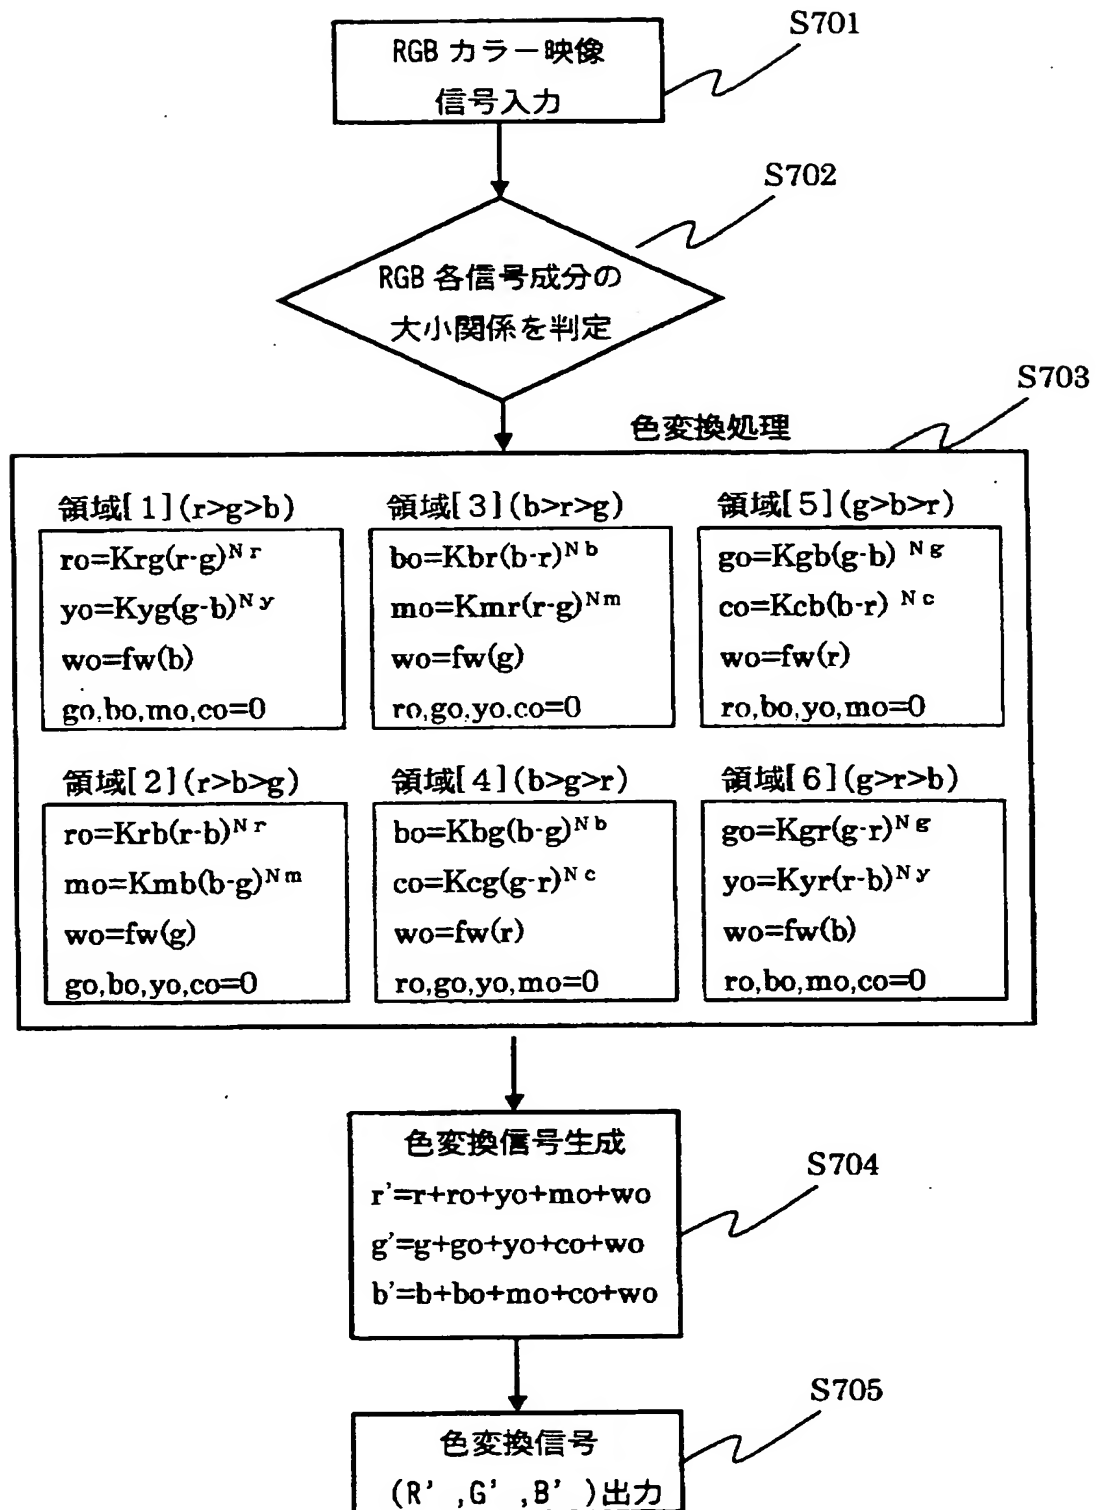 S701
RGB カラー映像
信号入力
S702
RGB 各信号成分の
大小関係を判定
S703
色変換処理
領域[1](r>g>b)
ro=Krg(r-g)^Nr
yo=Kyg(g-b)^Ny
wo=fw(b)
go,bo,mo,co=0
領域[3](b>r>g)
bo=Kbr(b-r)^Nb
mo=Kmr(r-g)^Nm
wo=fw(g)
ro,go,yo.co=0
領域[5](g>b>r)
go=Kgb(g-b)^Ng
co=Kcb(b-r)^Nc
wo=fw(r)
ro,bo,yo,mo=0
領域[2](r>b>g)
ro=Krb(r-b)^Nr
mo=Kmb(b-g)^Nm
wo=fw(g)
go,bo,yo,co=0
領域[4](b>g>r)
bo=Kbg(b-g)^Nb
co=Kcg(g-r)^Nc
wo=fw(r)
ro,go,yo,mo=0
領域[6](g>r>b)
go=Kgr(g-r)^Ng
yo=Kyr(r-b)^Ny
wo=fw(b)
ro,bo,mo,co=0
色変換信号生成
r'=r+ro+yo+mo+wo
g'=g+go+yo+co+wo
b'=b+bo+mo+co+wo
S704
S705
色変換信号
(R' ,G' ,B' )出力